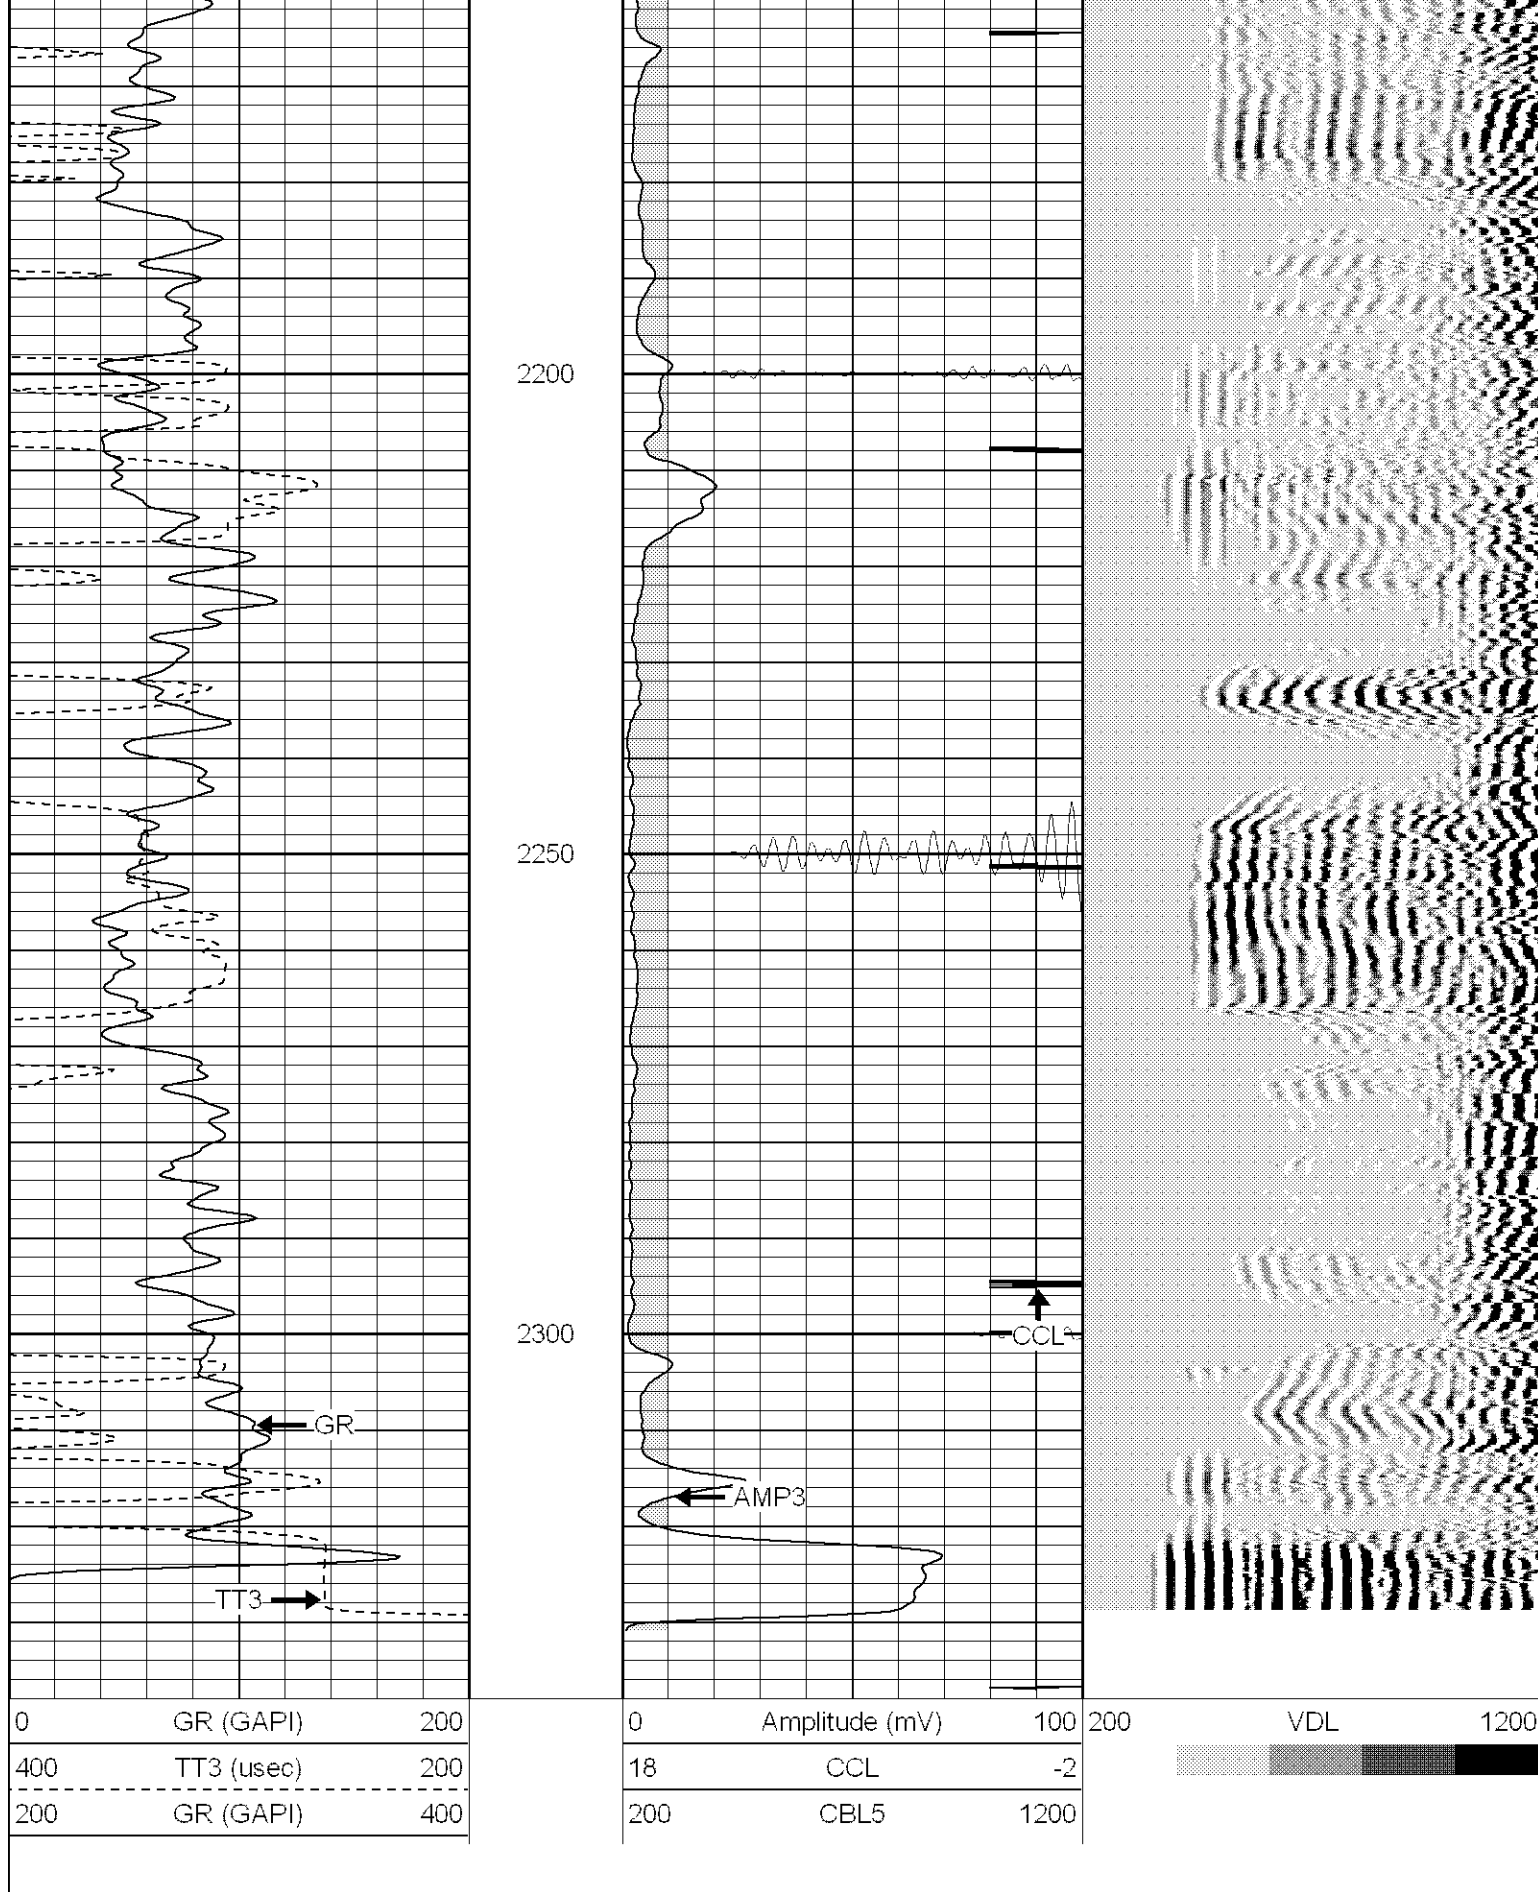 2200
2250
CCL
2300
GR
AMP3
TT3
0 GR (GAPI) 200
0 Amplitude (mV) 100
200 VDL 1200
400 TT3 (usec) 200
18 CCL -2
200 GR (GAPI) 400
200 CBL5 1200